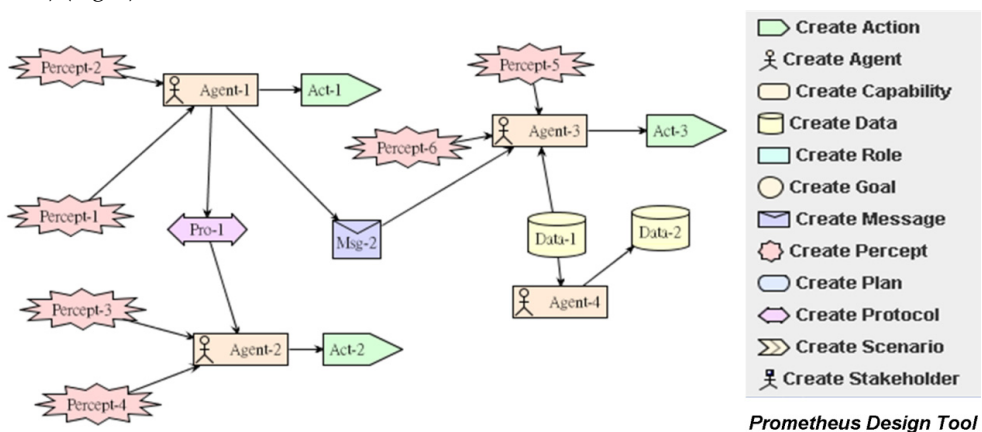 Percept-2
Agent-1
Act-1
Percept-1
Pro-1
Msg-2
Percept-3
Agent-2
Act-2
Percept-4
Percept-5
Agent-3
Act-3
Percept-6
Data-1
Data-2
Agent-4
Create Action
Create Agent
Create Capability
Create Data
Create Role
Create Goal
Create Message
Create Percept
Create Plan
Create Protocol
Create Scenario
Create Stakeholder
Prometheus Design Tool